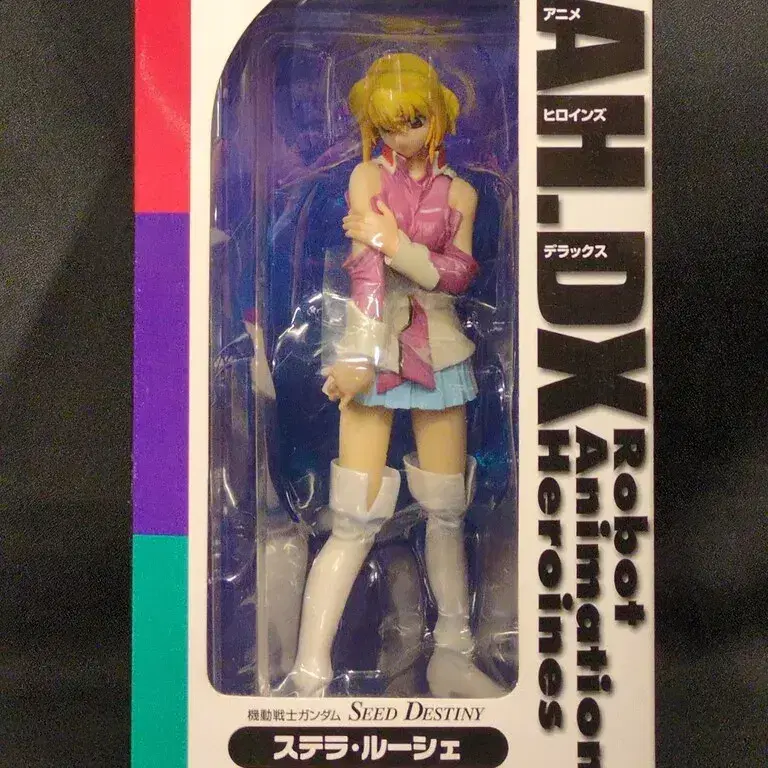 アニメ
ヒロインズ
デラックス
AH.DX
Robot
Animation
Heroines
機動戦士ガンダム SEED DESTINY
ステラ・ルーシェ